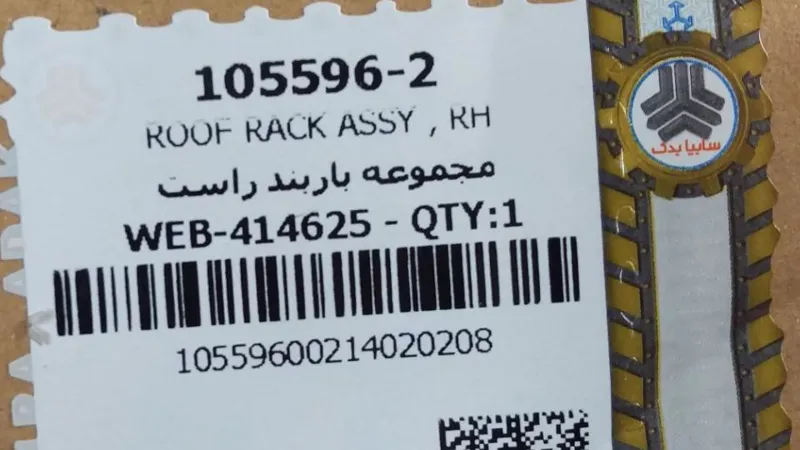 105596-2
ROOF RACK ASSY , RH
مجموعه باربند راست
WEB-414625 - QTY:1
10559600214020208
سایپا یدک